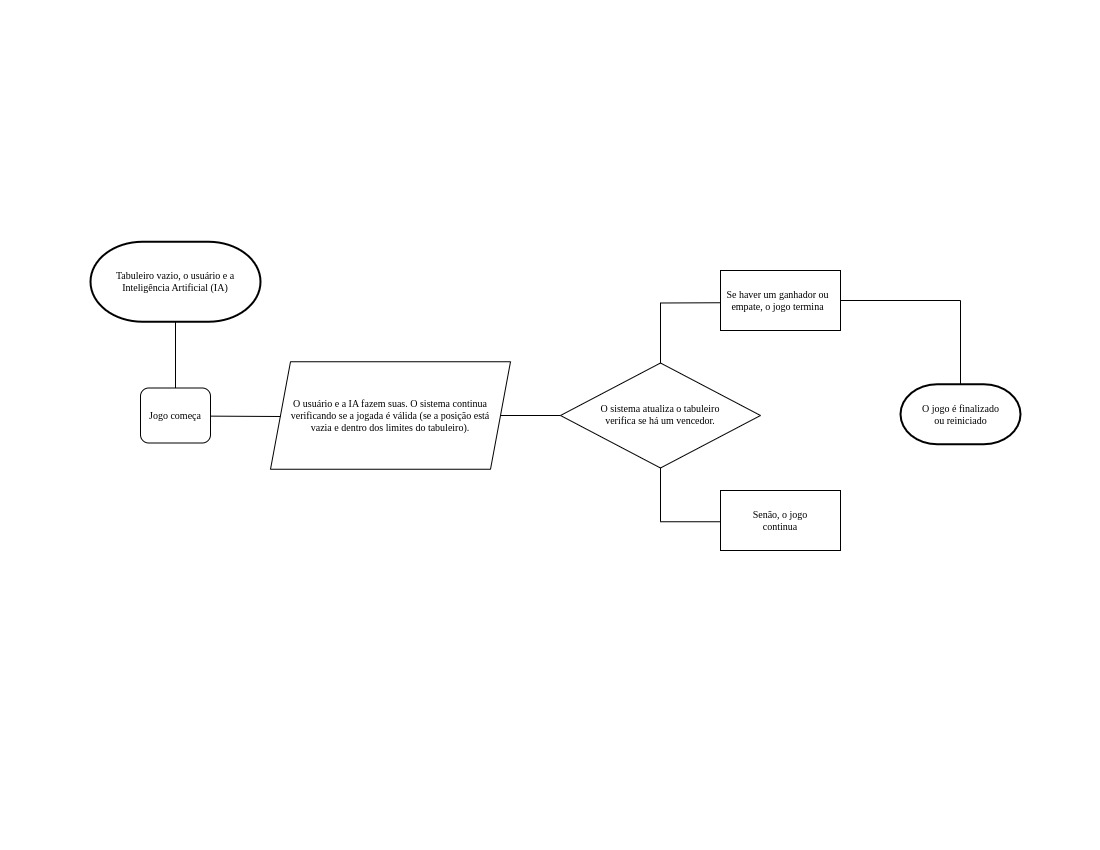 Tabuleiro vazio, o usuário e a
Inteligência Artificial (IA)
Jogo começa
O usuário e a IA fazem suas. O sistema continua
verificando se a jogada é válida (se a posição está
vazia e dentro dos limites do tabuleiro).
O sistema atualiza o tabuleiro
verifica se há um vencedor.
Se haver um ganhador ou
empate, o jogo termina
Senão, o jogo
continua
O jogo é finalizado
ou reiniciado